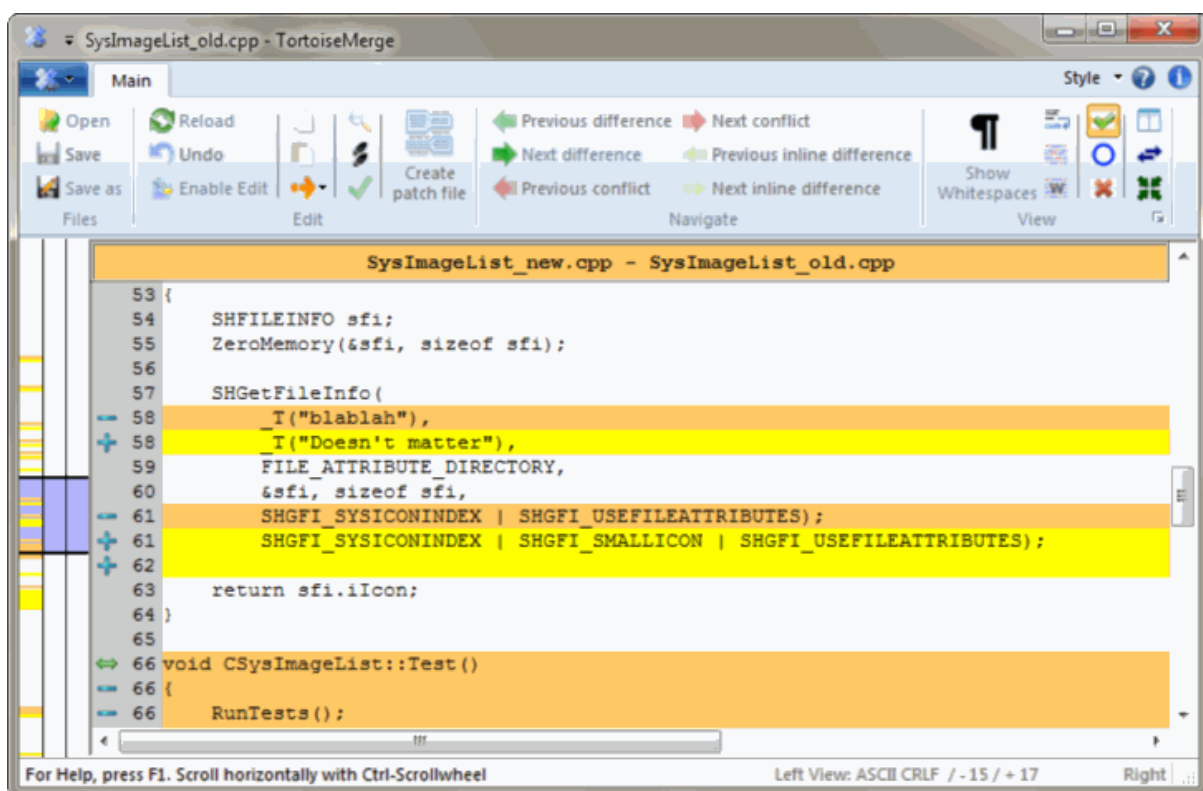 SysImageList_old.cpp - TortoiseMerge
Main
Style
Open
Save
Save as
Files
Reload
Undo
Enable Edit
Edit
Create
patch file
Previous difference
Next difference
Previous conflict
Next conflict
Previous inline difference
Next inline difference
Navigate
Show
Whitespaces
View
SysImageList_new.cpp - SysImageList_old.cpp
53 {
54 SHFILEINFO sfi;
55 ZeroMemory(&sfi, sizeof sfi);
56
57 SHGetFileInfo(
58 _T("blablah"),
58 _T("Doesn't matter"),
59 FILE_ATTRIBUTE_DIRECTORY,
60 &sfi, sizeof sfi,
61 SHGFI_SYSICONINDEX | SHGFI_USEFILEATTRIBUTES);
61 SHGFI_SYSICONINDEX | SHGFI_SMALLICON | SHGFI_USEFILEATTRIBUTES);
62
63 return sfi.iIcon;
64 }
65
66 void CSysImageList::Test()
66 {
66 RunTests();
For Help, press F1. Scroll horizontally with Ctrl-Scrollwheel
Left View: ASCII CRLF / - 15 / + 17
Right